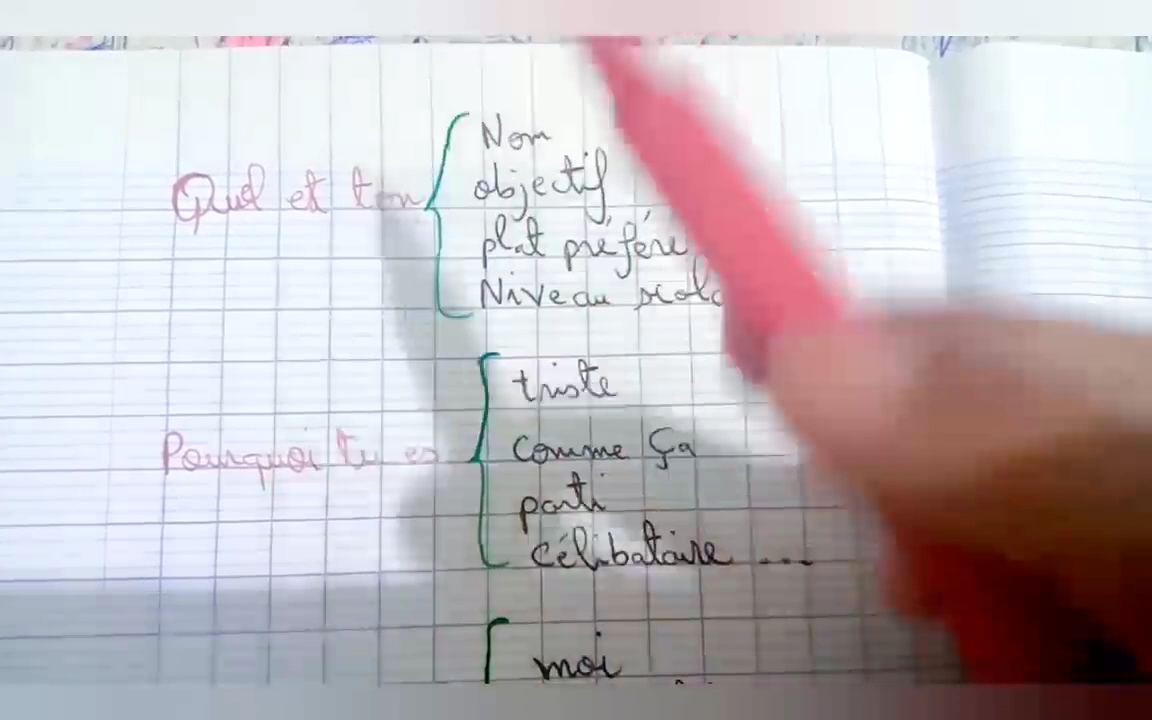 Quel et ton
Nom
objectif
plat préféré
Niveau
Pourquoi tu es
triste
comme ça
parti
célibataire ...
moi